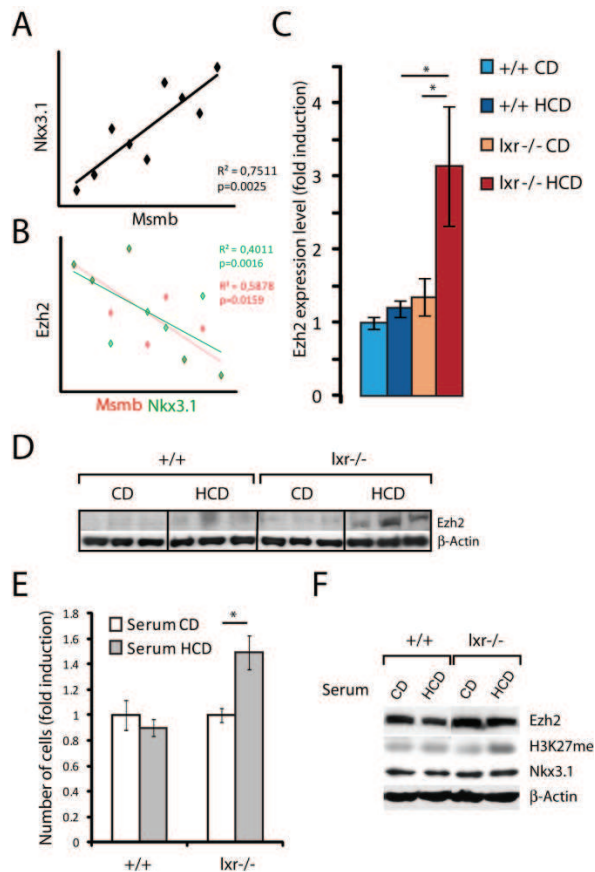 A
Nkx3.1
R² = 0,7511
p=0.0025
Msmb
B
Ezh2
R² = 0,4011
p=0.0016
R² = 0,5878
p=0.0159
Msmb Nkx3.1
C
Ezh2 expression level (fold induction)
4
3
2
1
0
*
*
+/+ CD
+/+ HCD
lxr-/- CD
lxr-/- HCD
D
+/+ lxr-/-
CD HCD CD HCD
Ezh2
β-Actin
E
Number of cells (fold induction)
1.8
1.6
1.4
1.2
1
0.8
0.6
0.4
0.2
0
Serum CD
Serum HCD
*
+/+ lxr-/-
F
+/+ lxr-/-
Serum CD HCD CD HCD
Ezh2
H3K27me
Nkx3.1
β-Actin